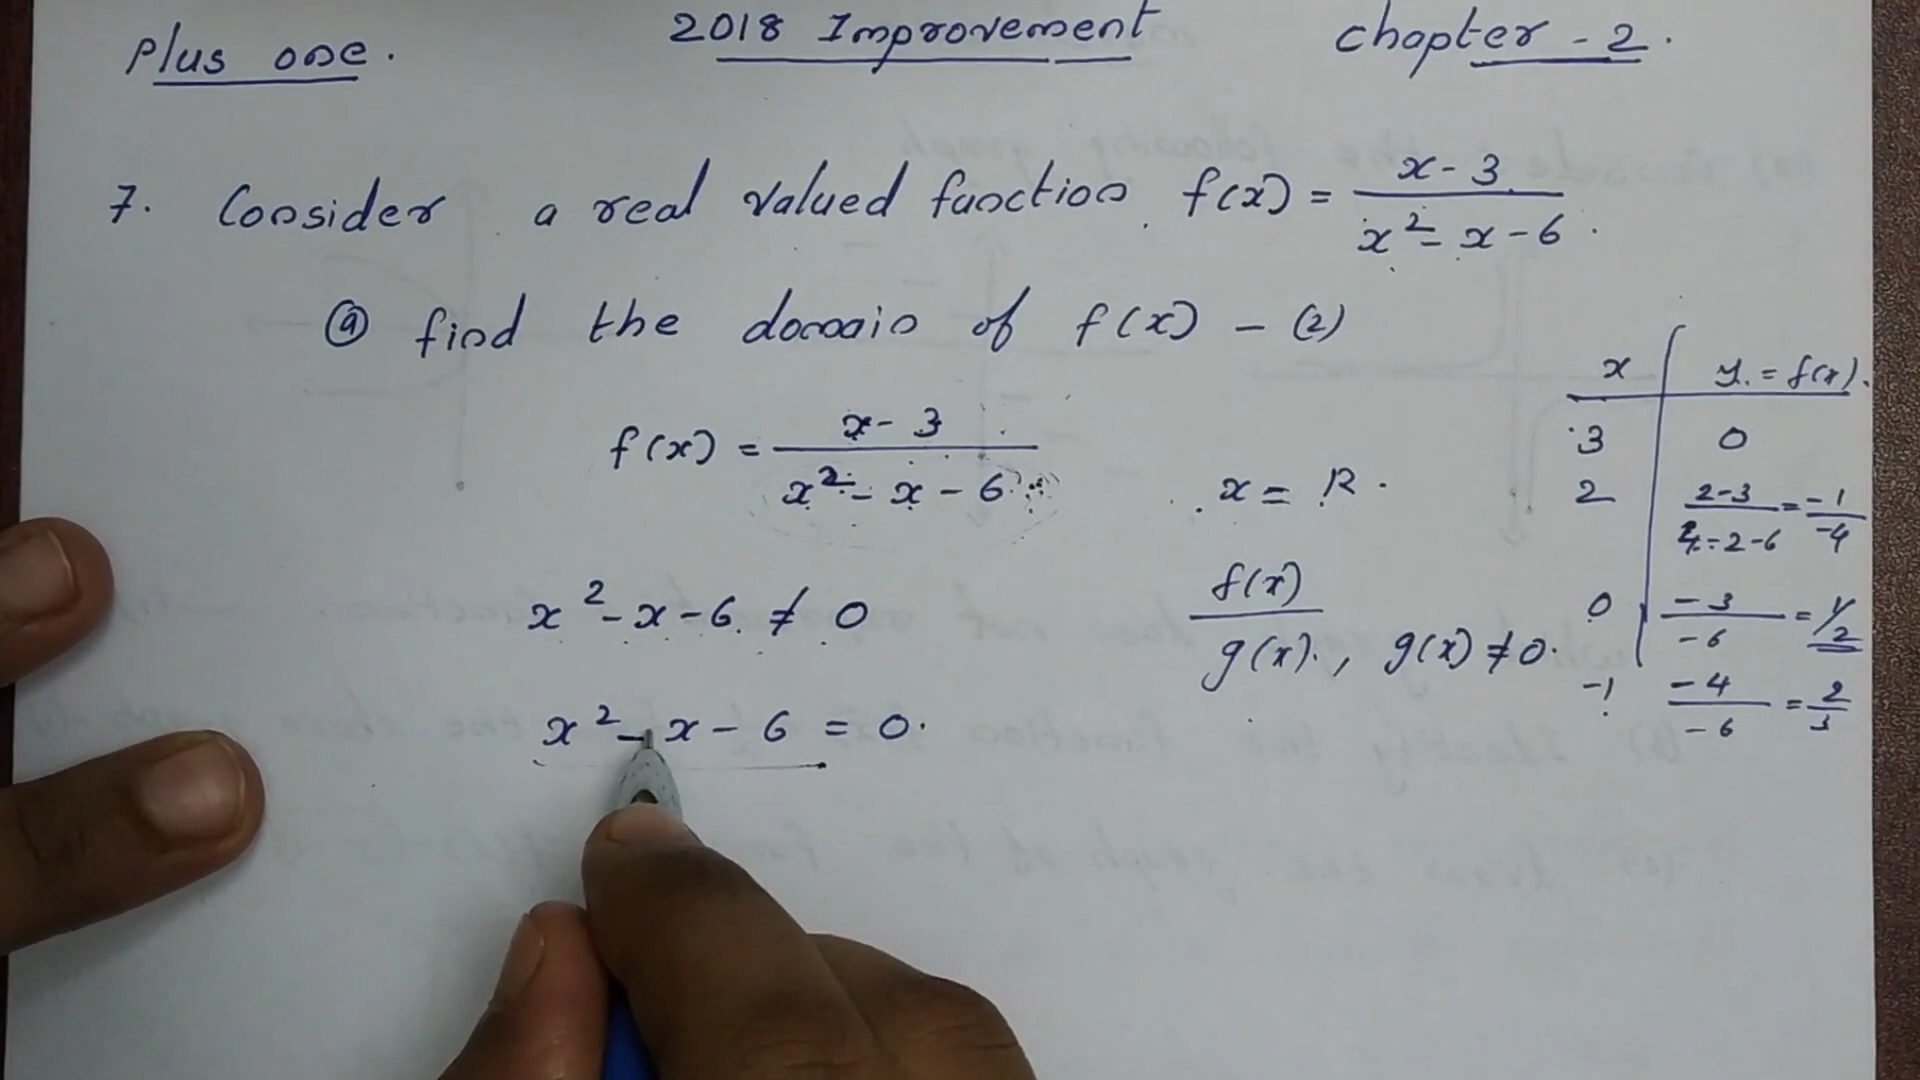 Plus one. 2018 Improvement Chapter - 2.
7. Consider a real valued function f(x) = x - 3 / x² - x - 6.
(a) find the domain of f(x) - (2)
f(x) = x - 3 / x² - x - 6
x = R.
x² - x - 6 ≠ 0
f(x) / g(x), g(x) ≠ 0.
x² - x - 6 = 0.
x | y = f(x).
3 | 0
2 | 2-3 / 4-2-6 = -1 / -4
0 | -3 / -6 = 1/2
-1 | -4 / -6 = 2/3